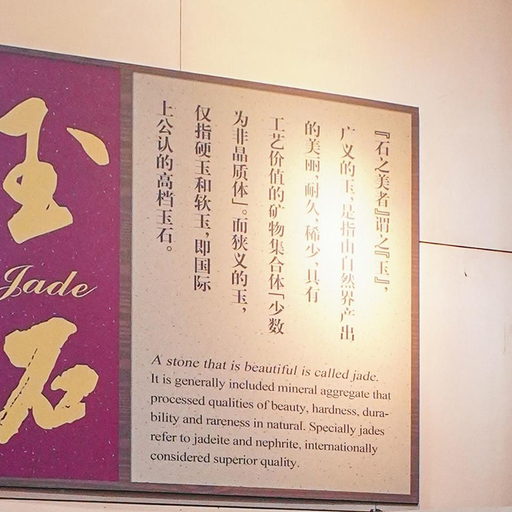 玉
Jade
石
『石之美者』谓之『玉』，
广义的玉，是指由自然界产出
的美丽、耐久、稀少、具有
工艺价值的矿物集合体「少数
为非晶质体」。而狭义的玉，
仅指硬玉和软玉，即国际
上公认的高档玉石。
A stone that is beautiful is called jade.
It is generally included mineral aggregate that
processed qualities of beauty, hardness, dura-
bility and rareness in natural. Specially jades
refer to jadeite and nephrite, internationally
considered superior quality.